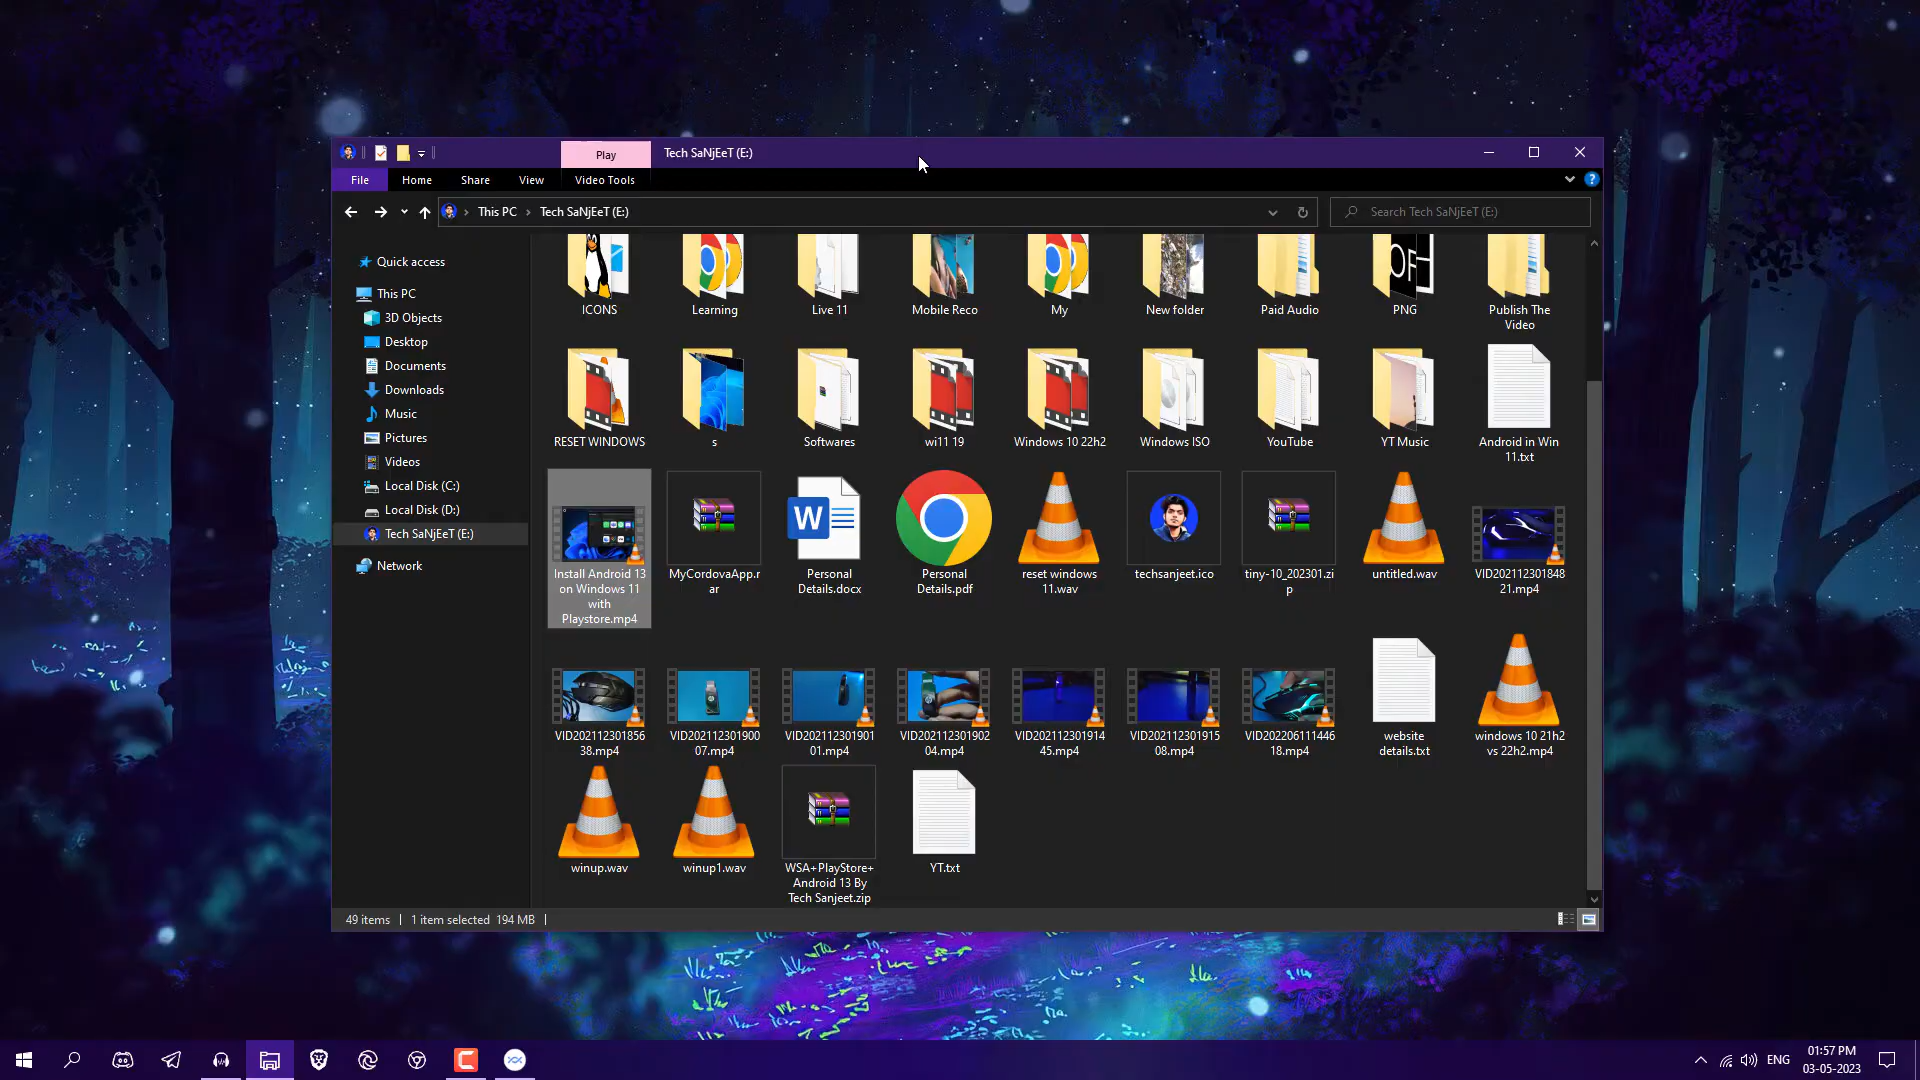 Play
Tech SaNjEeT (E:)
File
Home
Share
View
Video Tools
This PC
Tech SaNjEeT (E:)
Search Tech SaNjEeT (E:)
Quick access
This PC
3D Objects
Desktop
Documents
Downloads
Music
Pictures
Videos
Local Disk (C:)
Local Disk (D:)
Tech SaNjEeT (E:)
Network
ICONS
Learning
Live 11
Mobile Reco
My
New folder
Paid Audio
PNG
Publish The
Video
RESET WINDOWS
s
Softwares
wi11 19
Windows 10 22h2
Windows ISO
YouTube
YT Music
Android in Win
11.txt
Install Android 13
on Windows 11
with
Playstore.mp4
MyCordovaApp.r
ar
Personal
Details.docx
Personal
Details.pdf
reset windows
11.wav
techsanjeet.ico
tiny-10_202301.zi
p
untitled.wav
VID202112301848
21.mp4
VID202112301856
38.mp4
VID202112301900
07.mp4
VID202112301901
01.mp4
VID202112301902
04.mp4
VID202112301914
45.mp4
VID202112301915
08.mp4
VID202206111446
18.mp4
website
details.txt
windows 10 21h2
vs 22h2.mp4
winup.wav
winup1.wav
WSA+PlayStore+
Android 13 By
Tech Sanjeet.zip
YT.txt
49 items
1 item selected 194 MB
ENG
01:57 PM
03-05-2023